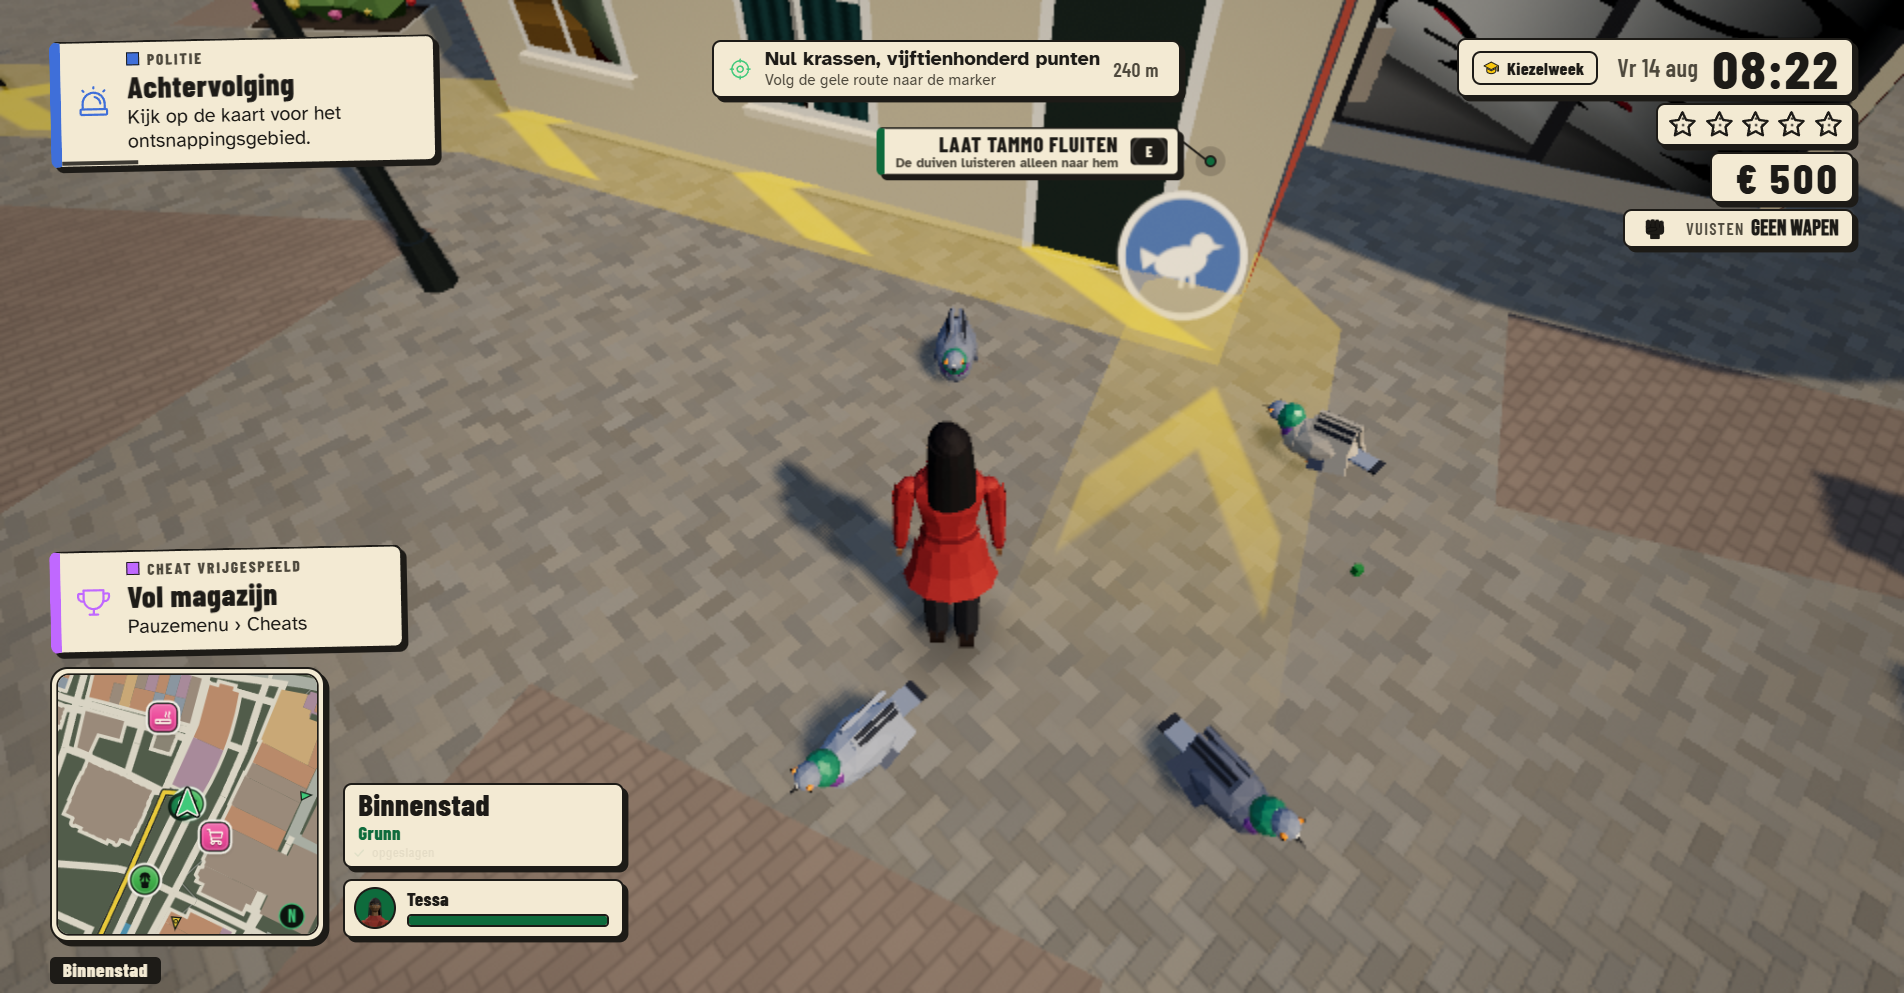 POLITIE
Achtervolging
Kijk op de kaart voor het
ontsnappingsgebied.
Nul krassen, vijftienhonderd punten
Volg de gele route naar de marker
240 m
LAAT TAMMO FLUITEN
De duiven luisteren alleen naar hem
E
Kiezelweek
Vr 14 aug
08:22
€ 500
VUISTEN GEEN WAPEN
CHEAT VRIJGESPEELD
Vol magazijn
Pauzemenu › Cheats
N
Binnenstad
Grunn
✓ opgeslagen
Tessa
Binnenstad